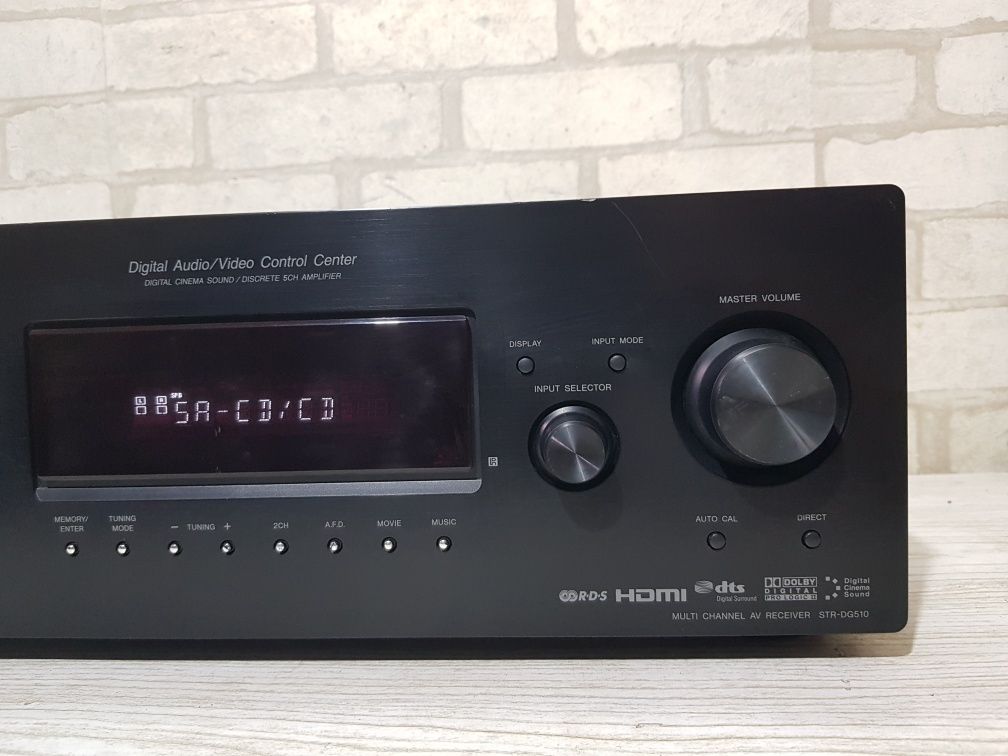 Digital Audio/Video Control Center
DIGITAL CINEMA SOUND / DISCRETE 5CH AMPLIFIER
MASTER VOLUME
DISPLAY
INPUT MODE
INPUT SELECTOR
L R SPB
SA-CD/CD
MEMORY/
ENTER
TUNING
MODE
− TUNING +
2CH
A.F.D.
MOVIE
MUSIC
AUTO CAL
DIRECT
R·D·S
HDMI
dts
Digital Surround
DOLBY
DIGITAL
PRO LOGIC II
Digital
Cinema
Sound
MULTI CHANNEL AV RECEIVER STR-DG510